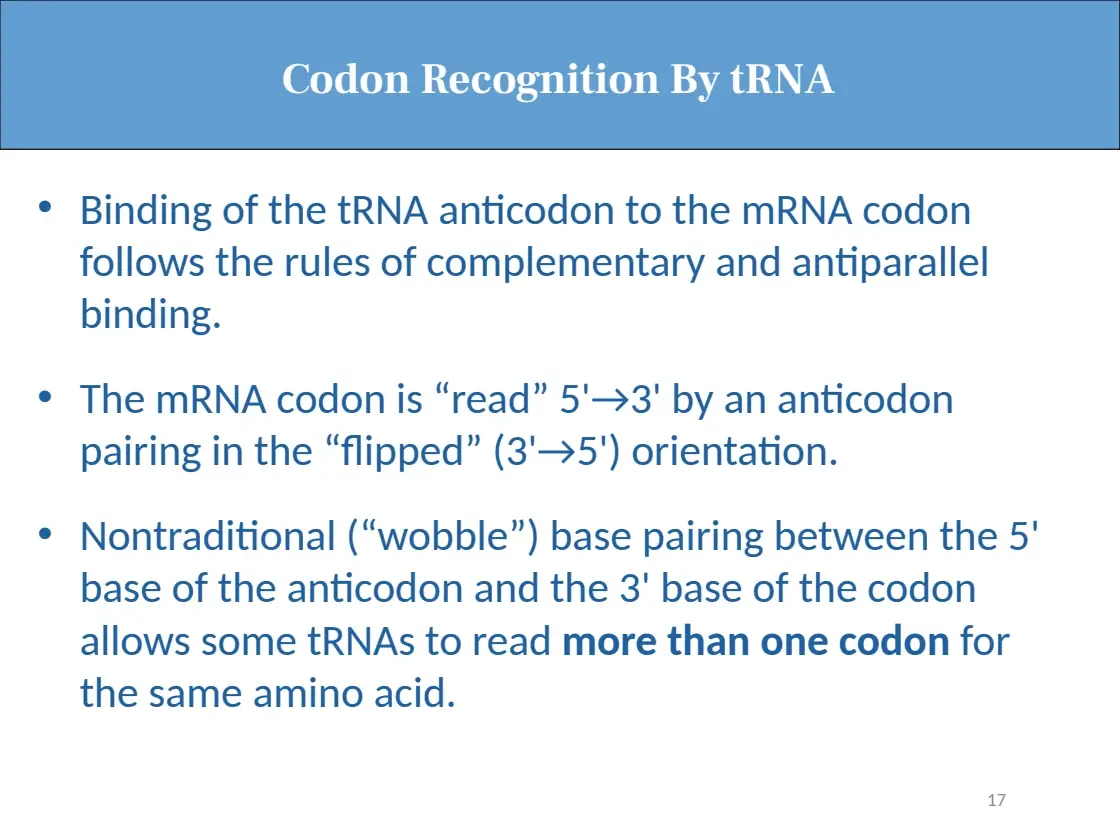 Codon Recognition By tRNA
• Binding of the tRNA anticodon to the mRNA codon
follows the rules of complementary and antiparallel
binding.
• The mRNA codon is “read” 5'→3' by an anticodon
pairing in the “flipped” (3'→5') orientation.
• Nontraditional (“wobble”) base pairing between the 5'
base of the anticodon and the 3' base of the codon
allows some tRNAs to read more than one codon for
the same amino acid.
17